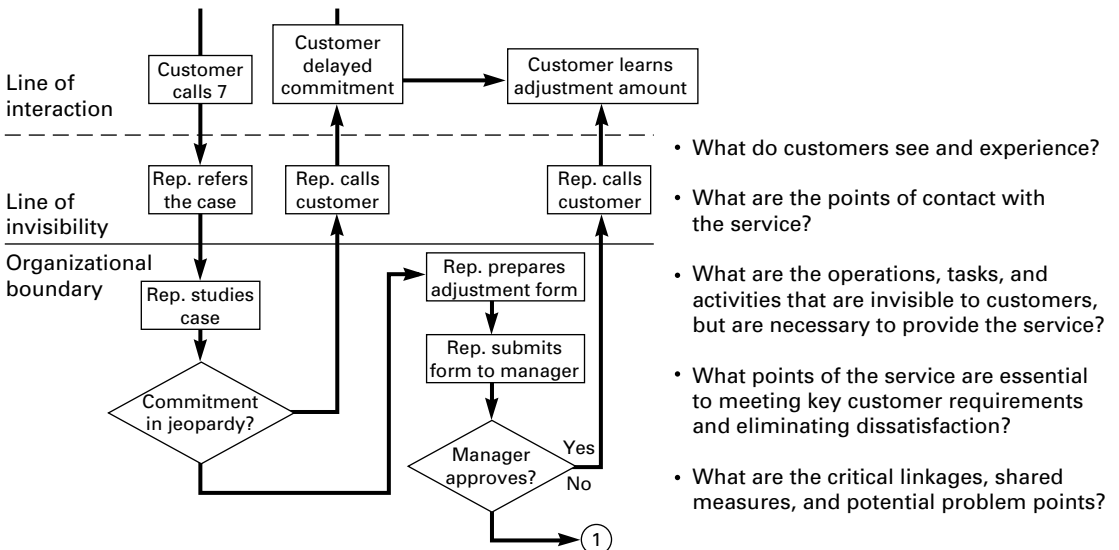 Line of
interaction
Customer
calls 7
Customer
delayed
commitment
Customer learns
adjustment amount
Line of
invisibility
Rep. refers
the case
Rep. calls
customer
Rep. calls
customer
Organizational
boundary
Rep. studies
case
Commitment
in jeopardy?
Rep. prepares
adjustment form
Rep. submits
form to manager
Manager
approves?
Yes
No
1
• What do customers see and experience?
• What are the points of contact with
the service?
• What are the operations, tasks, and
activities that are invisible to customers,
but are necessary to provide the service?
• What points of the service are essential
to meeting key customer requirements
and eliminating dissatisfaction?
• What are the critical linkages, shared
measures, and potential problem points?